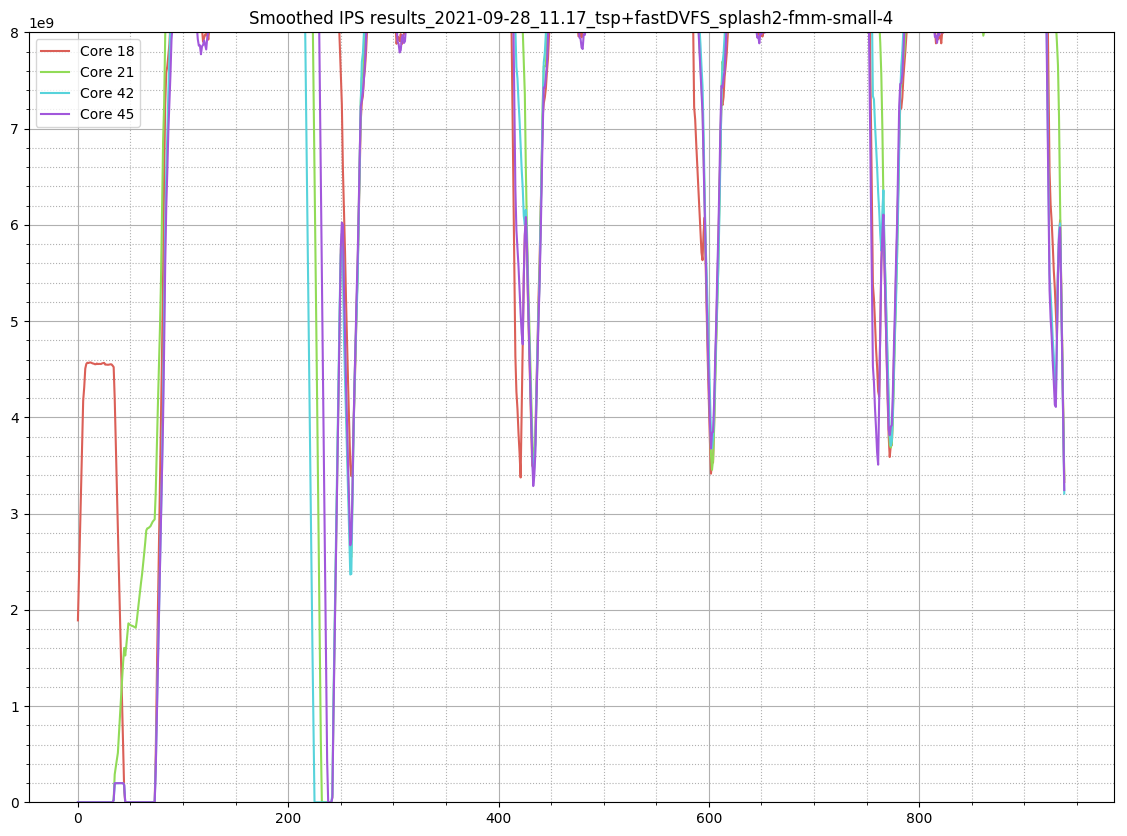 Smoothed IPS results_2021-09-28_11.17_tsp+fastDVFS_splash2-fmm-small-4
1e9
8
7
6
5
4
3
2
1
0
Core 18
Core 21
Core 42
Core 45
0 200 400 600 800